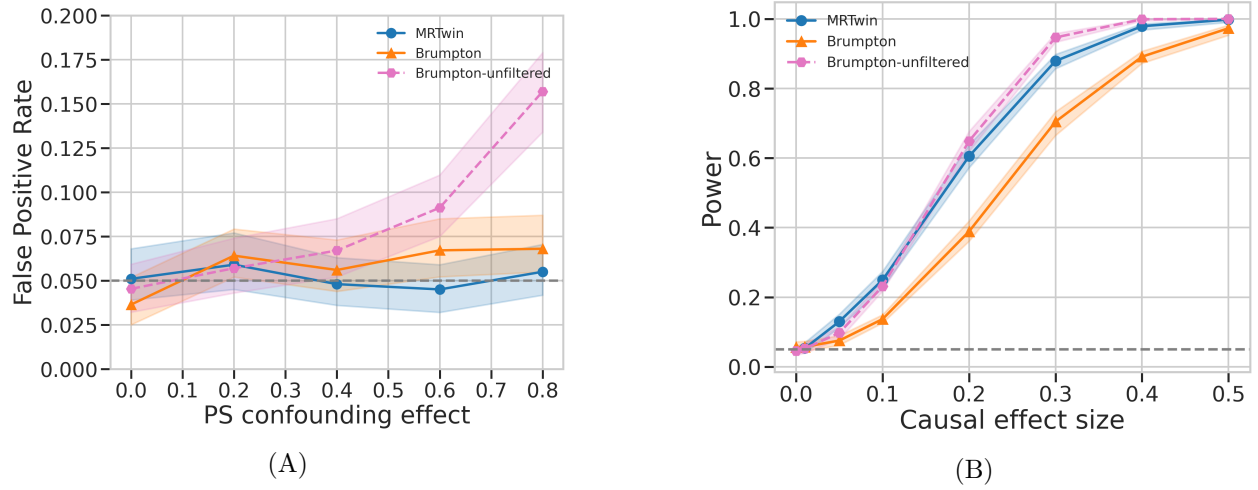 False Positive Rate
0.200
0.175
0.150
0.125
0.100
0.075
0.050
0.025
0.000
MRTwin
Brumpton
Brumpton-unfiltered
0.0 0.1 0.2 0.3 0.4 0.5 0.6 0.7 0.8
PS confounding effect
(A)
Power
1.0
0.8
0.6
0.4
0.2
0.0
MRTwin
Brumpton
Brumpton-unfiltered
0.0 0.1 0.2 0.3 0.4 0.5
Causal effect size
(B)